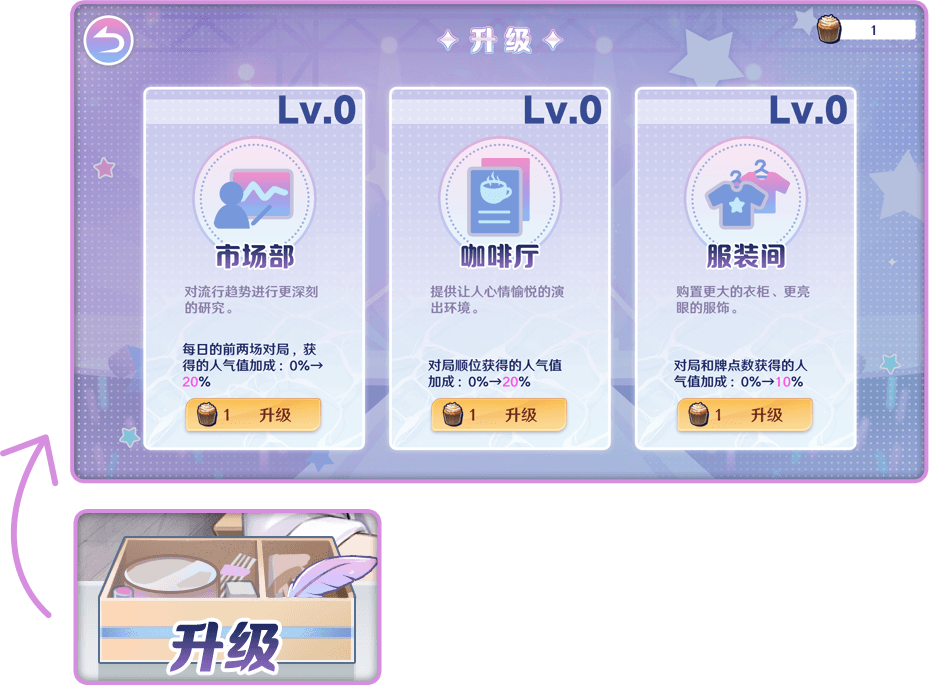 升级
1
Lv.0
市场部
对流行趋势进行更深刻
的研究。
每日的前两场对局，获
得的人气值加成：0%→
20%
1 升级
Lv.0
咖啡厅
提供让人心情愉悦的演
出环境。
对局顺位获得的人气值
加成：0%→20%
1 升级
Lv.0
服装间
购置更大的衣柜、更亮
眼的服饰。
对局和牌点数获得的人
气值加成：0%→10%
1 升级
升级